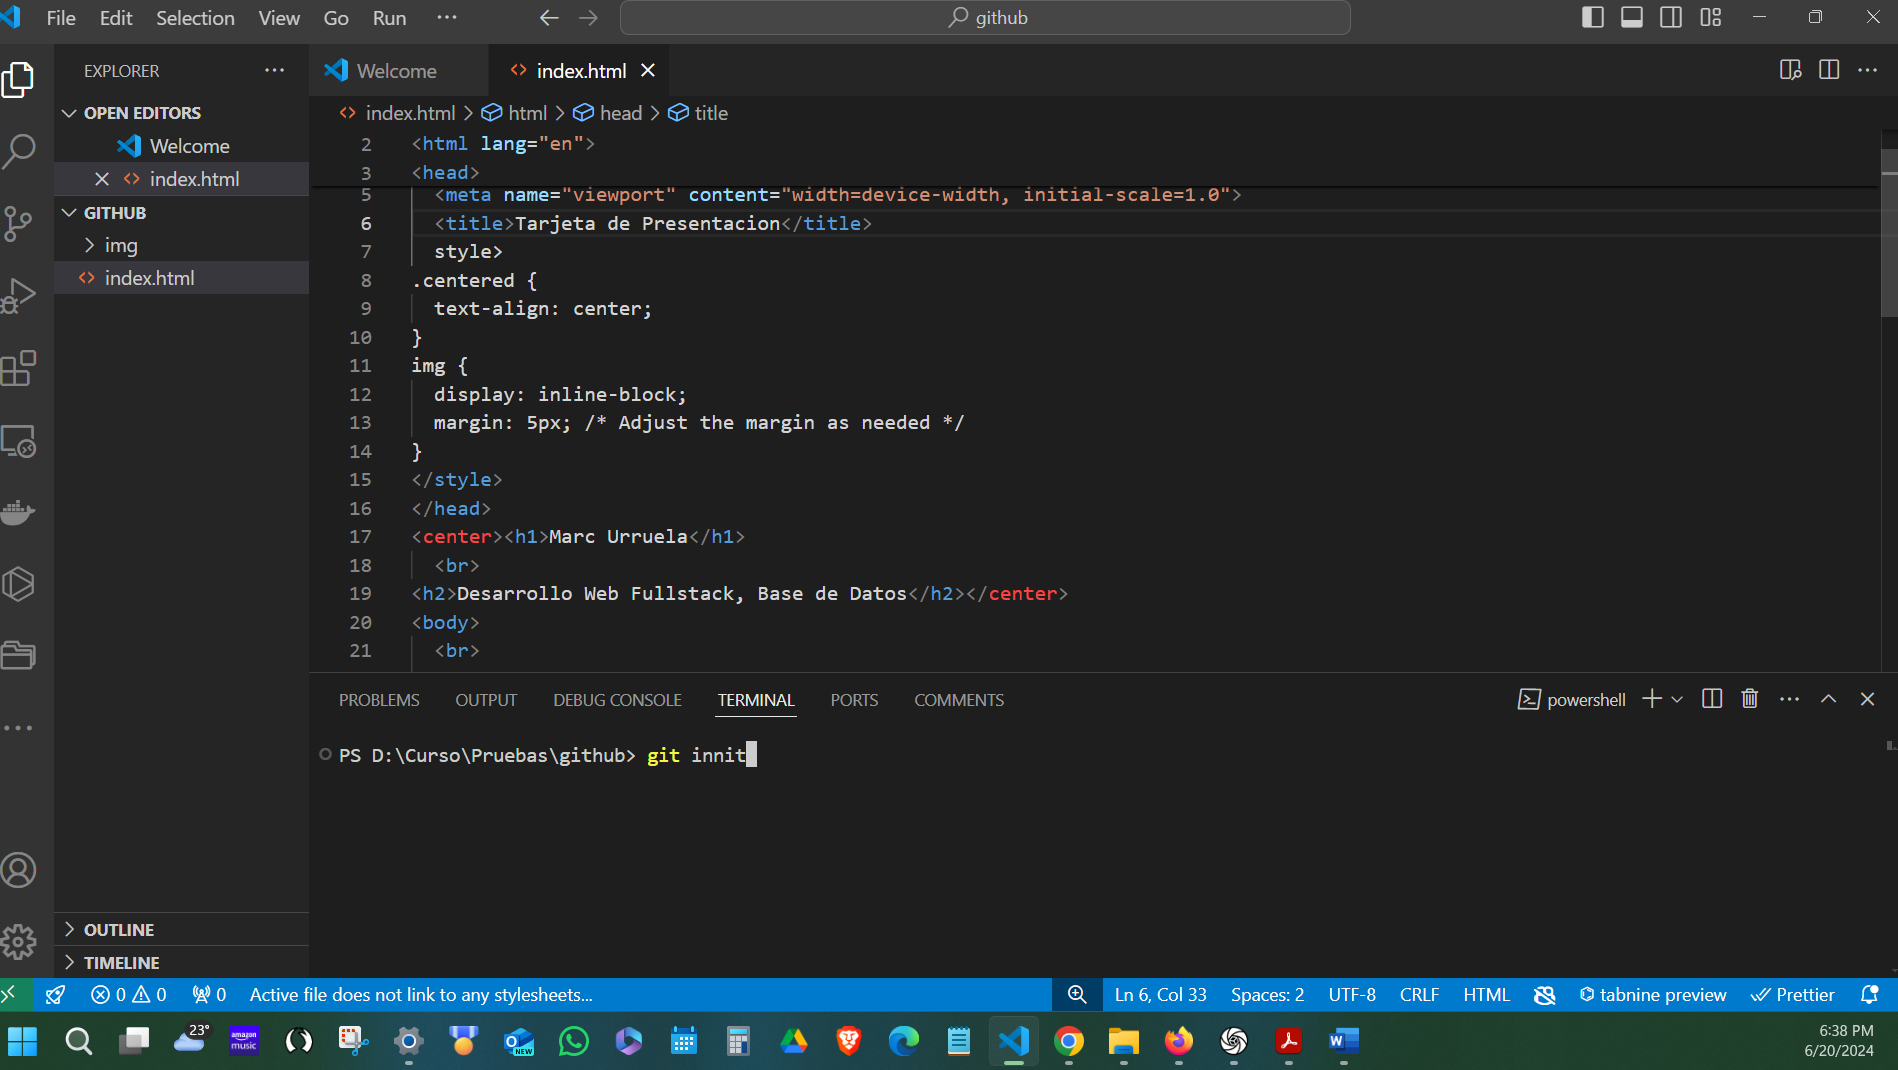 File Edit Selection View Go Run ···
github
EXPLORER ···
OPEN EDITORS
Welcome
index.html
GITHUB
img
index.html
OUTLINE
TIMELINE
Welcome
index.html
index.html > html > head > title
2 <html lang="en">
3 <head>
5 <meta name="viewport" content="width=device-width, initial-scale=1.0">
6 <title>Tarjeta de Presentacion</title>
7 style>
8 .centered {
9 text-align: center;
10 }
11 img {
12 display: inline-block;
13 margin: 5px; /* Adjust the margin as needed */
14 }
15 </style>
16 </head>
17 <center><h1>Marc Urruela</h1>
18 <br>
19 <h2>Desarrollo Web Fullstack, Base de Datos</h2></center>
20 <body>
21 <br>
PROBLEMS OUTPUT DEBUG CONSOLE TERMINAL PORTS COMMENTS
powershell
PS D:\Curso\Pruebas\github> git innit
0 0 0 Active file does not link to any stylesheets...
Ln 6, Col 33 Spaces: 2 UTF-8 CRLF HTML tabnine preview Prettier
23°
amazon music
NEW
6:38 PM
6/20/2024